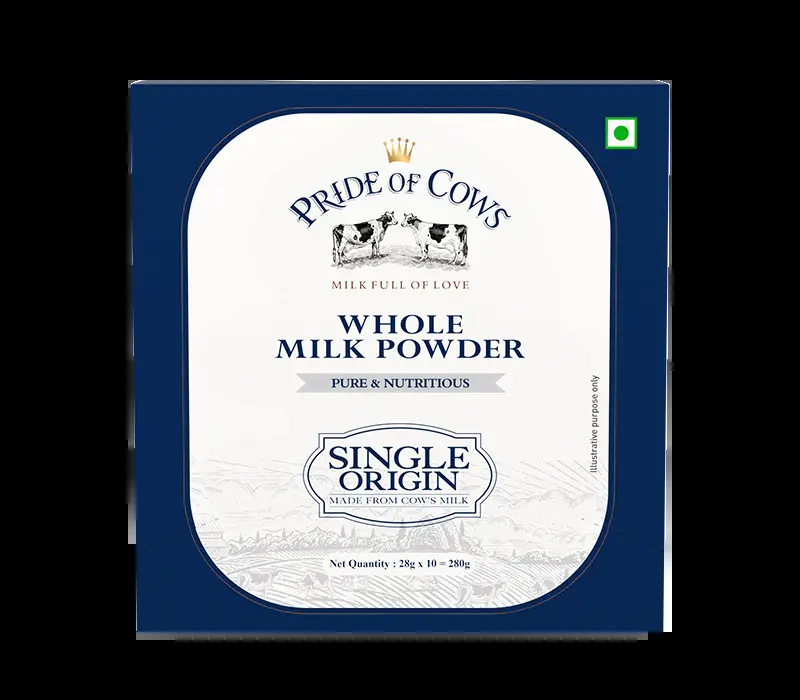 PRIDE OF COWS
MILK FULL OF LOVE
WHOLE
MILK POWDER
PURE & NUTRITIOUS
SINGLE
ORIGIN
MADE FROM COW'S MILK
Illustrative purpose only
Net Quantity : 28g x 10 = 280g